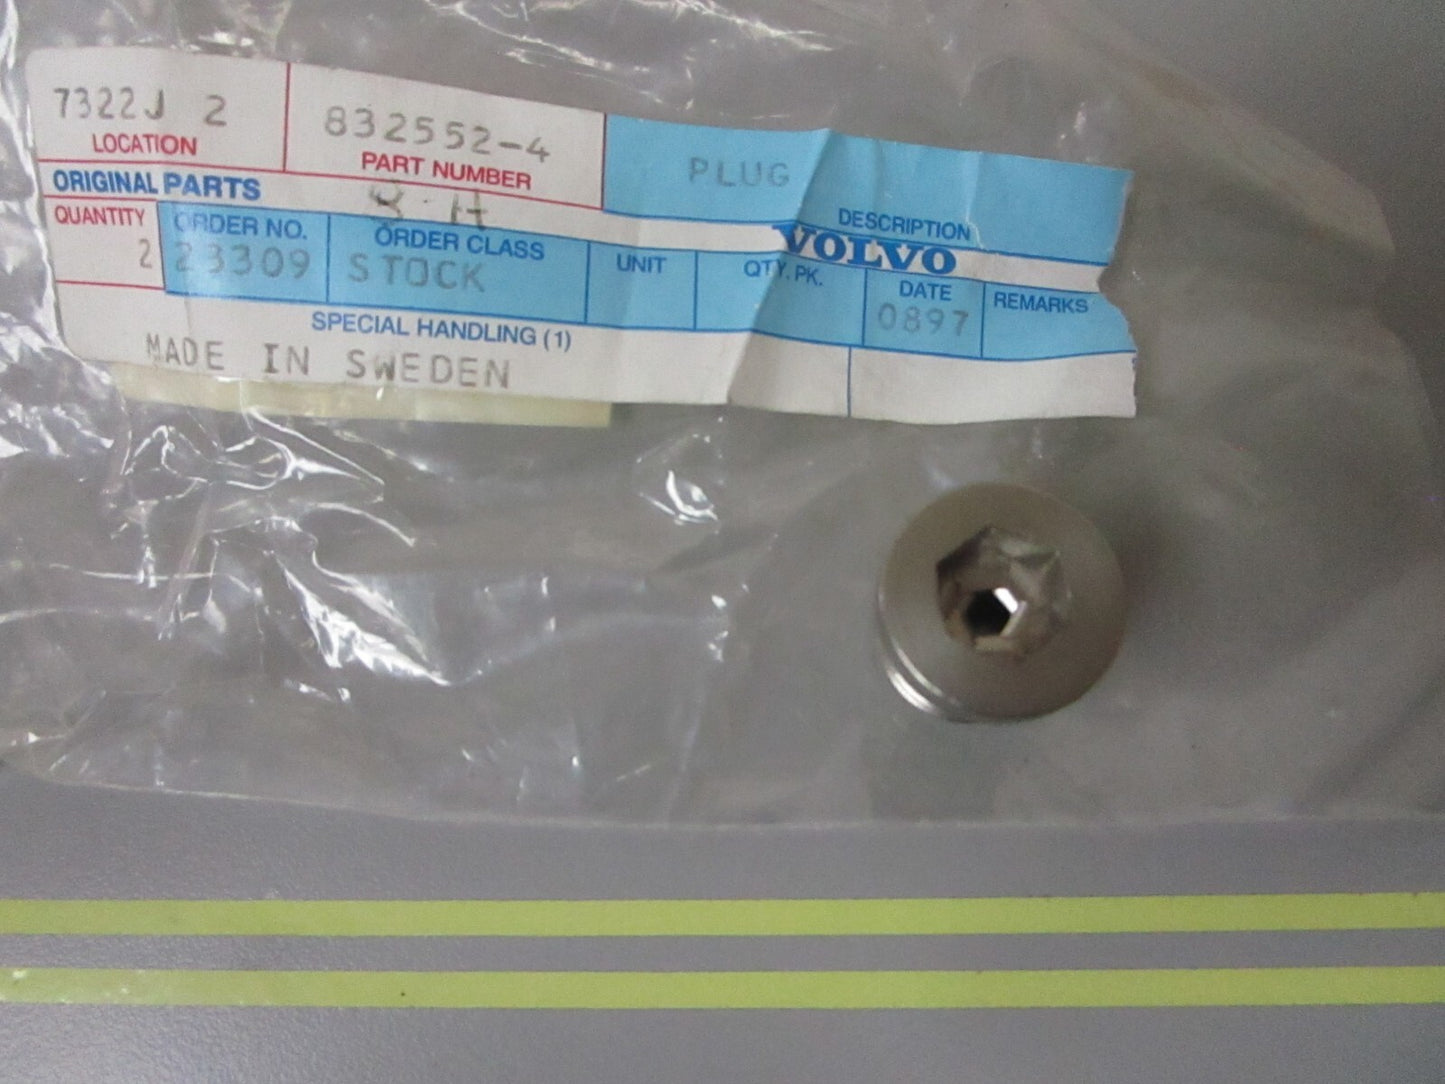 7322J 2
LOCATION
832552-4
PART NUMBER
PLUG
DESCRIPTION
ORIGINAL PARTS
VOLVO
QUANTITY
2
ORDER NO.
23309
ORDER CLASS
STOCK
UNIT
QTY. PK.
DATE
0897
REMARKS
SPECIAL HANDLING (1)
MADE IN SWEDEN